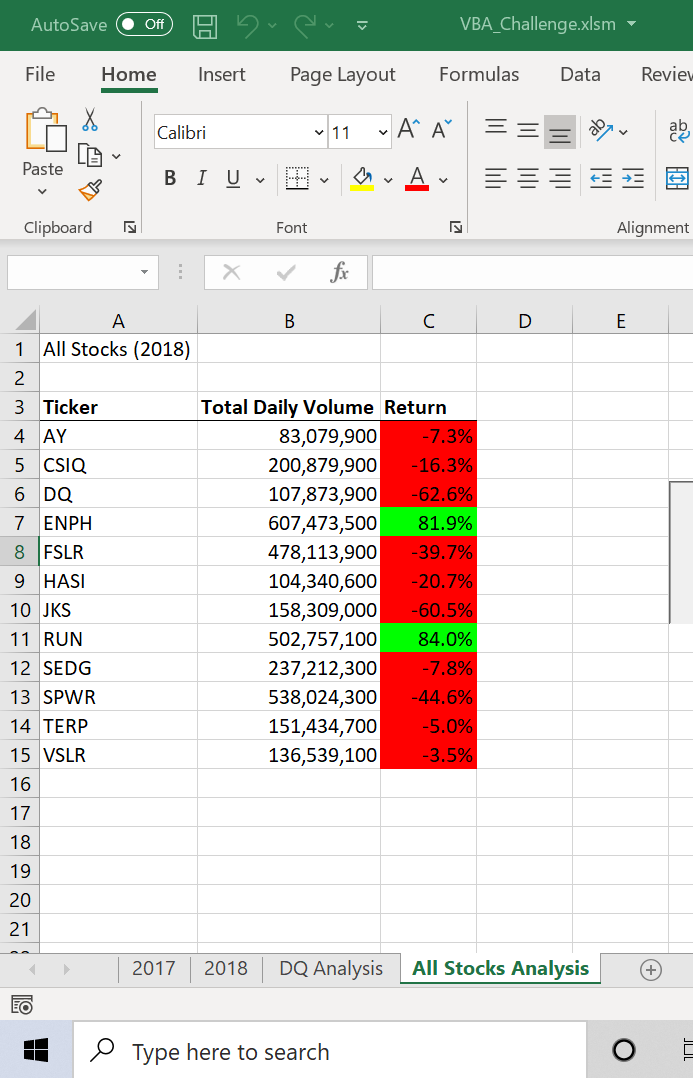 AutoSave Off VBA_Challenge.xlsm
File Home Insert Page Layout Formulas Data Review
Calibri 11 A A ab
Paste B I U A
Clipboard Font Alignment
fx
A B C D E
1 All Stocks (2018)
2
3 Ticker Total Daily Volume Return
4 AY 83,079,900 -7.3%
5 CSIQ 200,879,900 -16.3%
6 DQ 107,873,900 -62.6%
7 ENPH 607,473,500 81.9%
8 FSLR 478,113,900 -39.7%
9 HASI 104,340,600 -20.7%
10 JKS 158,309,000 -60.5%
11 RUN 502,757,100 84.0%
12 SEDG 237,212,300 -7.8%
13 SPWR 538,024,300 -44.6%
14 TERP 151,434,700 -5.0%
15 VSLR 136,539,100 -3.5%
16
17
18
19
20
21
2017 2018 DQ Analysis All Stocks Analysis
Type here to search